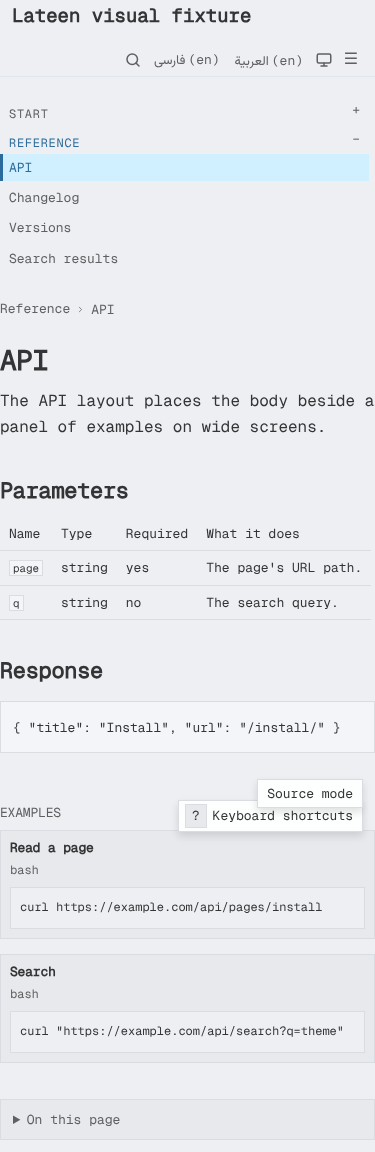 Lateen visual fixture
فارسی (en) العربية (en) ☰
START +
REFERENCE −
API
Changelog
Versions
Search results
Reference › API
API
The API layout places the body beside a
panel of examples on wide screens.
Parameters
Name Type Required What it does
page string yes The page's URL path.
q string no The search query.
Response
{ "title": "Install", "url": "/install/" }
Source mode
? Keyboard shortcuts
EXAMPLES
Read a page
bash
curl https://example.com/api/pages/install
Search
bash
curl "https://example.com/api/search?q=theme"
▶ On this page